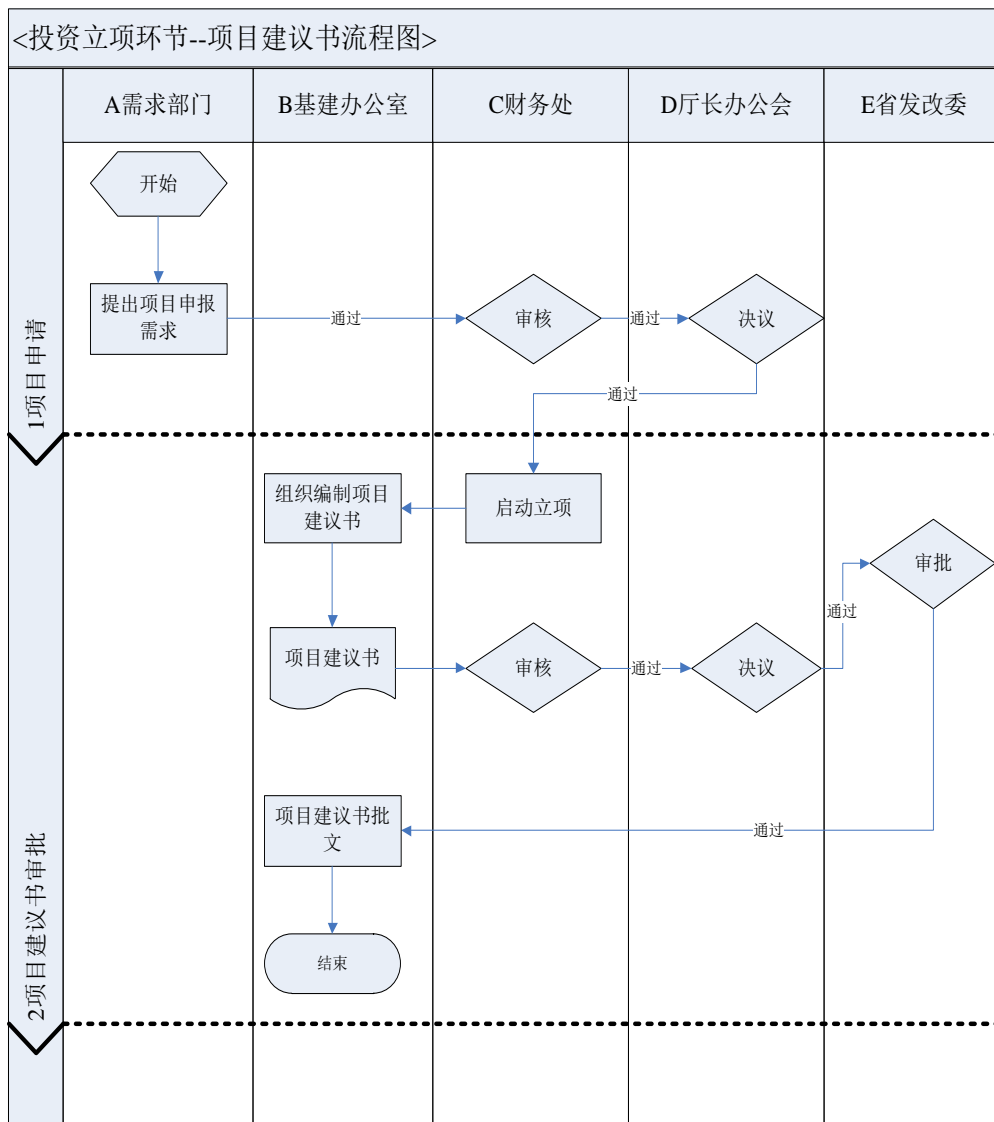 <投资立项环节--项目建议书流程图>
A需求部门
B基建办公室
C财务处
D厅长办公会
E省发改委
1项目申请
开始
提出项目申报
需求
通过
审核
通过
决议
通过
2项目建议书审批
组织编制项目
建议书
启动立项
审批
通过
项目建议书
审核
通过
决议
项目建议书批
文
通过
结束